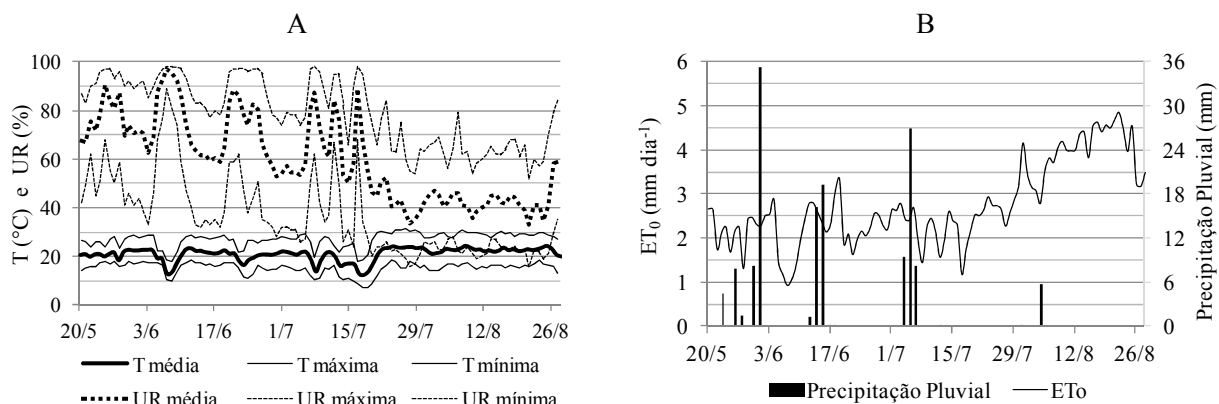 A
T (°C) e UR (%)
100
80
60
40
20
0
20/5 3/6 17/6 1/7 15/7 29/7 12/8 26/8
T média T máxima T mínima
UR média UR máxima UR mínima
B
ET0 (mm dia-1)
6
5
4
3
2
1
0
36
30
24
18
12
6
0
Precipitação Pluvial (mm)
20/5 3/6 17/6 1/7 15/7 29/7 12/8 26/8
Precipitação Pluvial ETo